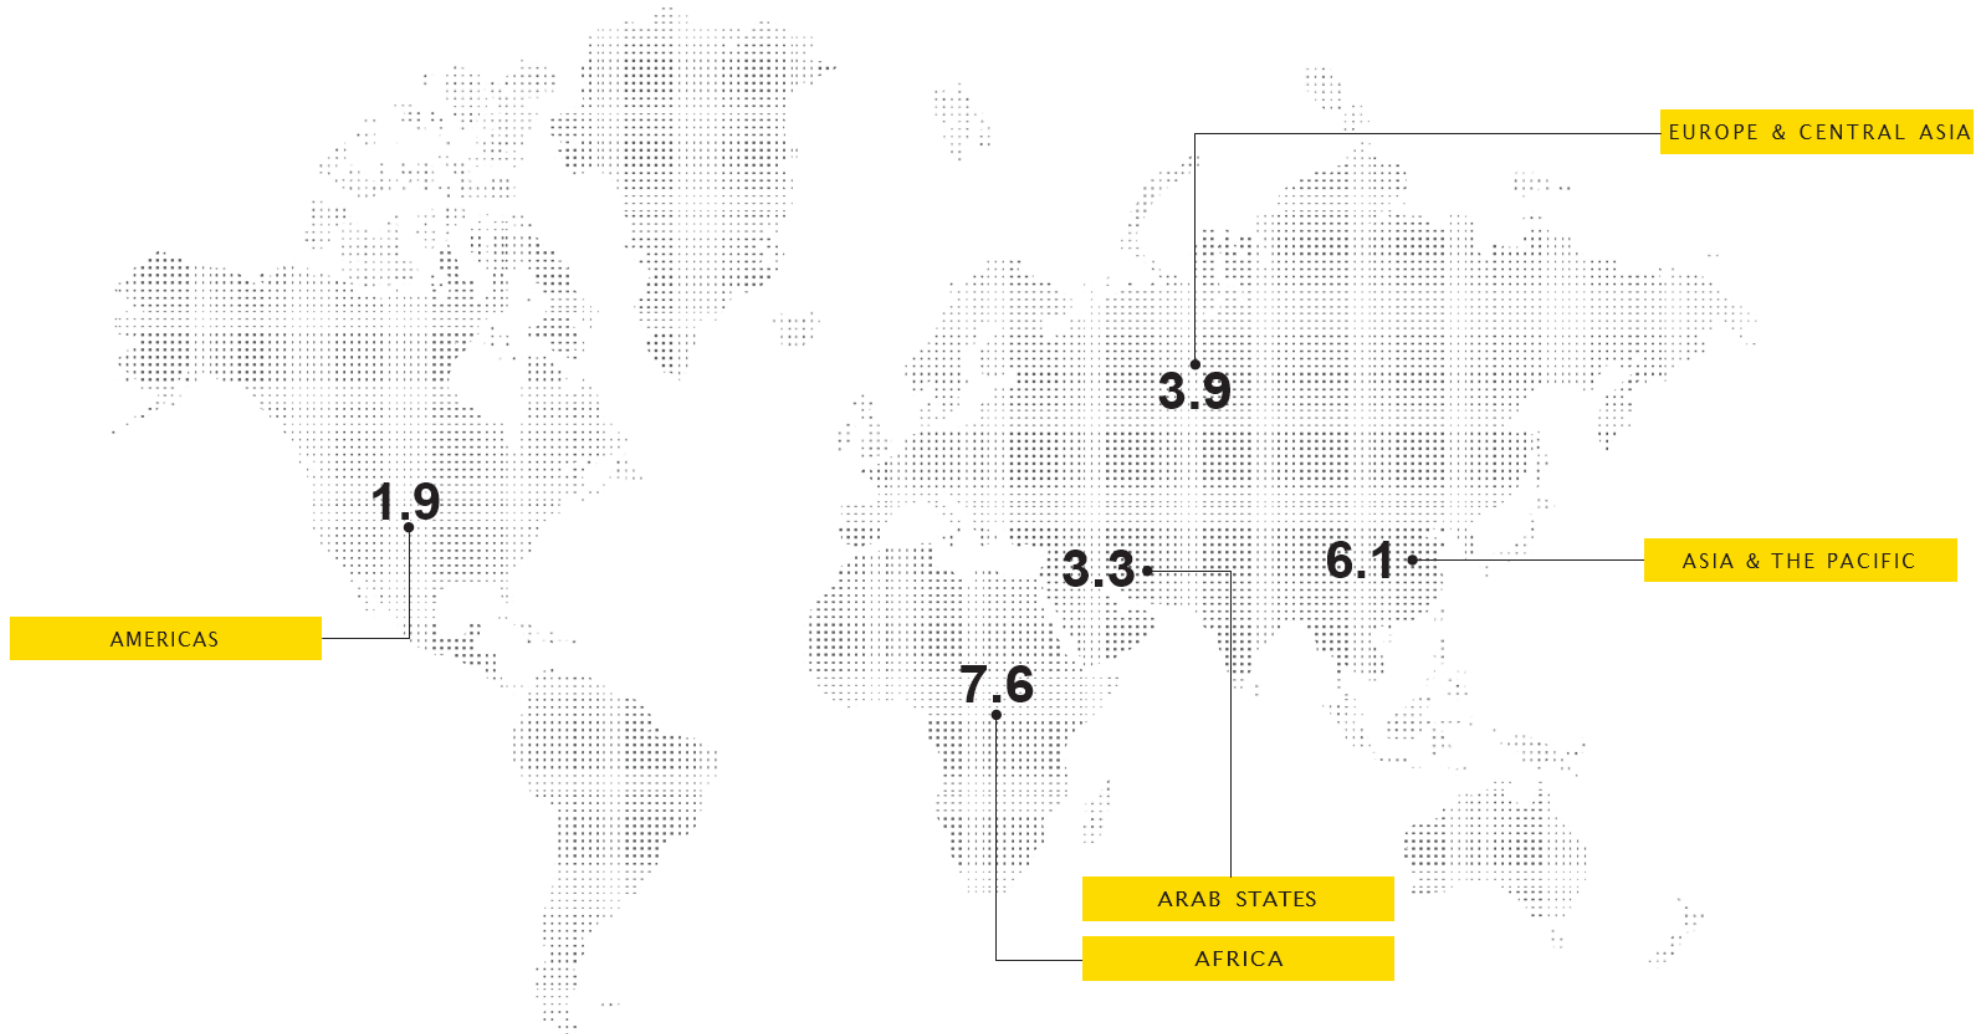 EUROPE & CENTRAL ASIA
3.9
1.9
3.3
6.1
ASIA & THE PACIFIC
AMERICAS
7.6
ARAB STATES
AFRICA